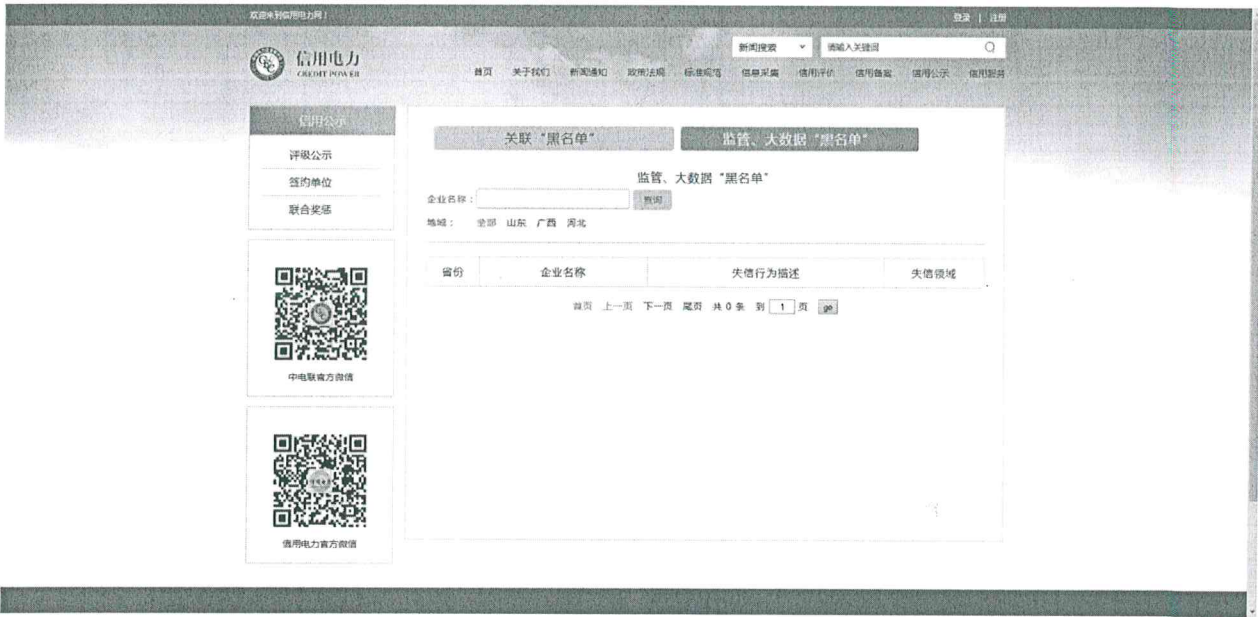 欢迎来到信用电力网！
登录 | 注册
信用电力
CREDIT POWER
新闻搜索
请输入关键词
首页 关于我们 新闻通知 政策法规 标准规范 信息采集 信用评价 信用备案 信用公示 信用服务
信用公示
评级公示
签约单位
联合奖惩
关联“黑名单”
监管、大数据“黑名单”
监管、大数据“黑名单”
企业名称：
查询
地域： 全部 山东 广西 河北
省份 企业名称 失信行为描述 失信领域
首页 上一页 下一页 尾页 共 0 条 到 1 页 go
中电联官方微信
信用电力官方微信